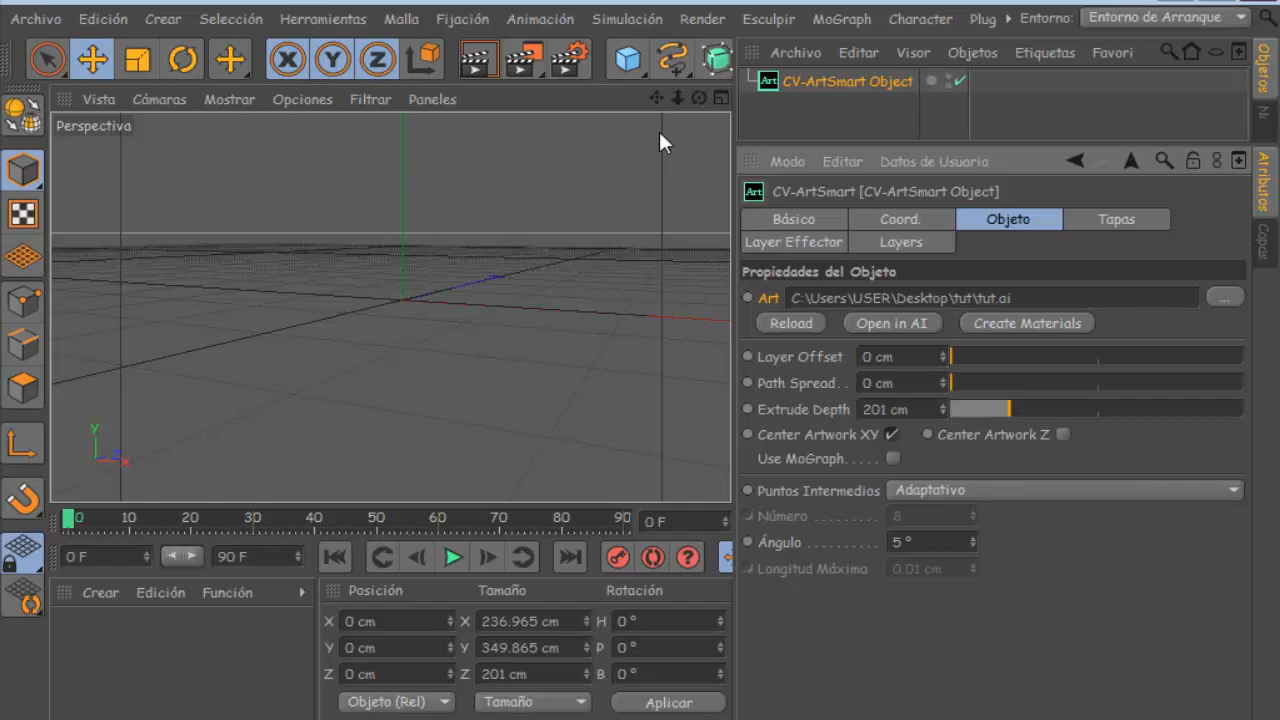 Archivo Edición Crear Selección Herramientas Malla Fijación Animación Simulación Render Esculpir MoGraph Character Plug Entorno: Entorno de Arranque
X Y Z
Archivo Editar Visor Objetos Etiquetas Favori
Art CV-ArtSmart Object
Objetos
Atributos
Capas
Vista Cámaras Mostrar Opciones Filtrar Paneles
Perspectiva
Y
Z
X
Modo Editar Datos de Usuario
Art CV-ArtSmart [CV-ArtSmart Object]
Básico Coord. Objeto Tapas
Layer Effector Layers
Propiedades del Objeto
Art C:\Users\USER\Desktop\tut\tut.ai ...
Reload Open in AI Create Materials
Layer Offset 0 cm
Path Spread. . 0 cm
Extrude Depth 201 cm
Center Artwork XY Center Artwork Z
Use MoGraph. . . . .
Puntos Intermedios Adaptativo
Número . . . . . . . . 8
Ángulo . . . . . . . . 5 °
Longitud Máxima 0.01 cm
0 10 20 30 40 50 60 70 80 90 0 F
0 F 90 F
Crear Edición Función
Posición Tamaño Rotación
X 0 cm X 236.965 cm H 0 °
Y 0 cm Y 349.865 cm P 0 °
Z 0 cm Z 201 cm B 0 °
Objeto (Rel) Tamaño Aplicar